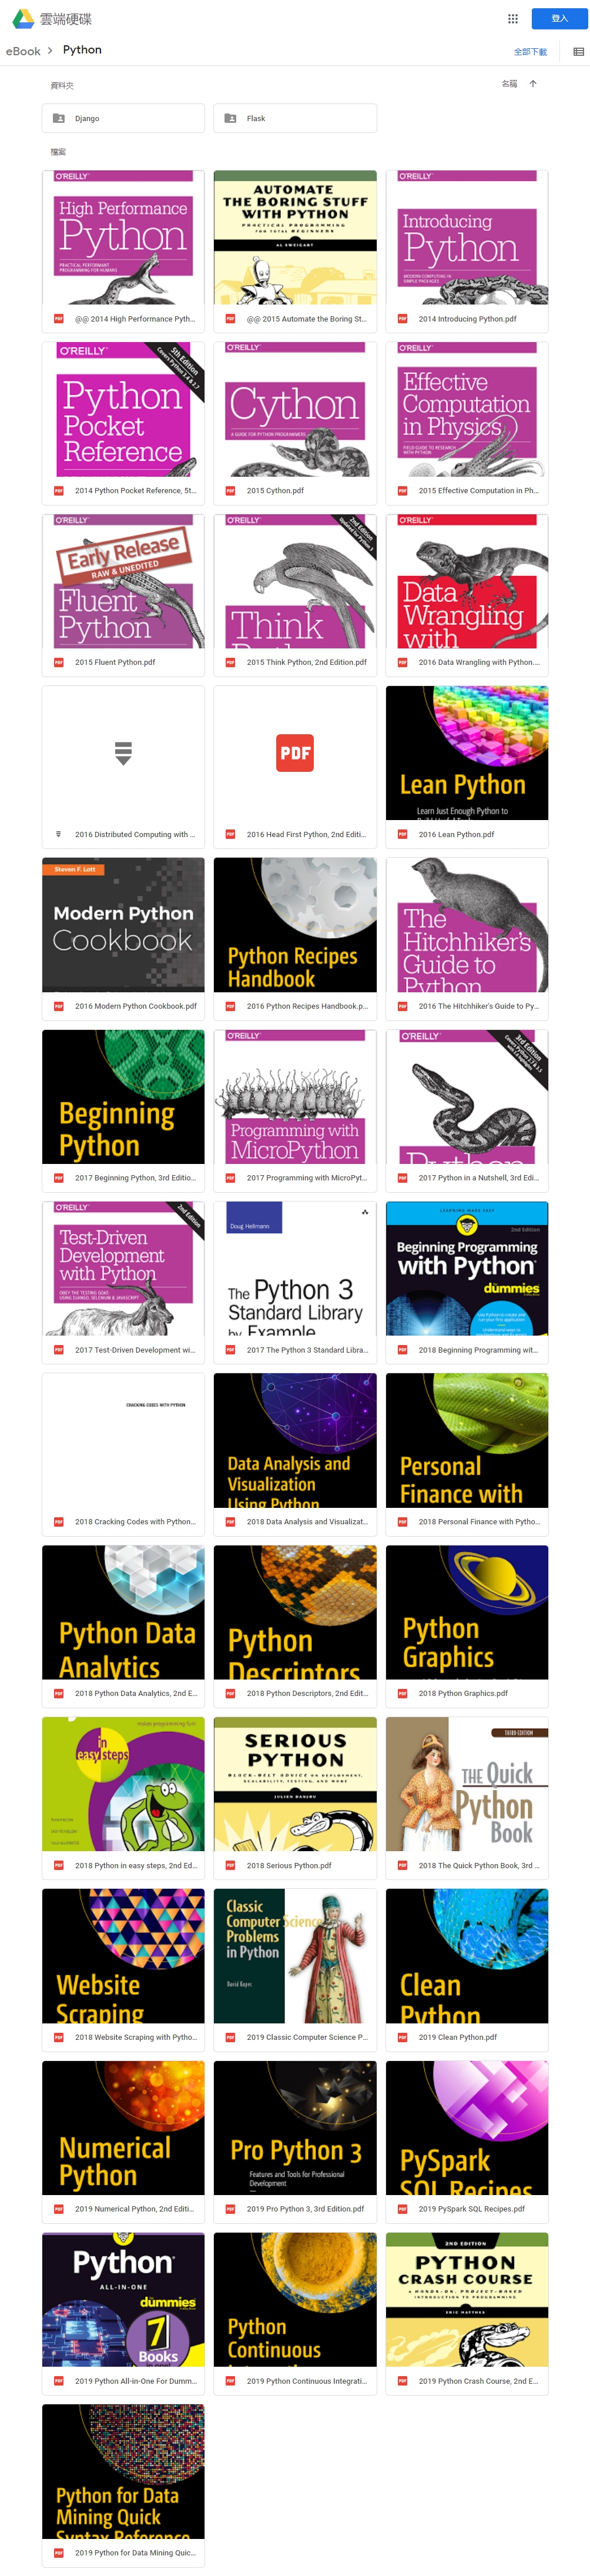 雲端硬碟
登入
eBook > Python
全部下載
資料夾
名稱
Django
Flask
檔案
O'REILLY
High Performance
Python
PRACTICAL PERFORMANT
PROGRAMMING FOR HUMANS
@@ 2014 High Performance Pyth...
AUTOMATE
THE BORING STUFF
WITH PYTHON
PRACTICAL PROGRAMMING
FOR TOTAL BEGINNERS
AL SWEIGART
@@ 2015 Automate the Boring St...
O'REILLY
Introducing
Python
MODERN COMPUTING IN
SIMPLE PACKAGES
2014 Introducing Python.pdf
O'REILLY
5th Edition
Covers Python 3.4 & 2.7
Python
Pocket
Reference
2014 Python Pocket Reference, 5t...
O'REILLY
Cython
A GUIDE FOR PYTHON PROGRAMMERS
2015 Cython.pdf
O'REILLY
Effective
Computation
in Physics
FIELD GUIDE TO RESEARCH
WITH PYTHON
2015 Effective Computation in Ph...
O'REILLY
Early Release
RAW & UNEDITED
Fluent
Python
2015 Fluent Python.pdf
O'REILLY
2nd Edition
Updated for Python 3
Think
2015 Think Python, 2nd Edition.pdf
O'REILLY
Data
Wrangling
with
2016 Data Wrangling with Python....
2016 Distributed Computing with ...
PDF
2016 Head First Python, 2nd Editi...
Lean Python
Learn Just Enough Python to
Build Useful Tools
2016 Lean Python.pdf
Steven F. Lott
Modern Python
Cookbook
2016 Modern Python Cookbook.pdf
Python Recipes
Handbook
2016 Python Recipes Handbook.p...
The
Hitchhiker's
Guide to
Python
2016 The Hitchhiker's Guide to Py...
Beginning
Python
2017 Beginning Python, 3rd Editio...
O'REILLY
Programming with
MicroPython
2017 Programming with MicroPyt...
O'REILLY
3rd Edition
Python
2017 Python in a Nutshell, 3rd Edi...
O'REILLY
2nd Edition
Test-Driven
Development
with Python
OBEY THE TESTING GOAT:
USING DJANGO, SELENIUM & JAVASCRIPT
2017 Test-Driven Development wi...
Doug Hellmann
The Python 3
Standard Library
by Example
2017 The Python 3 Standard Libra...
LEARNING MADE EASY
2nd Edition
Beginning Programming
with Python
dummies
2018 Beginning Programming wit...
CRACKING CODES WITH PYTHON
2018 Cracking Codes with Python...
Data Analysis and
Visualization
Using Python
2018 Data Analysis and Visualizat...
Personal
Finance with
2018 Personal Finance with Pytho...
Python Data
Analytics
2018 Python Data Analytics, 2nd E...
Python
Descriptors
2018 Python Descriptors, 2nd Edit...
Python
Graphics
2018 Python Graphics.pdf
makes programming fun!
in
easy steps
2018 Python in easy steps, 2nd Ed...
SERIOUS
PYTHON
BLACK-BELT ADVICE ON DEPLOYMENT,
SCALABILITY, TESTING, AND MORE
JULIEN DANJOU
2018 Serious Python.pdf
THIRD EDITION
THE Quick
Python
Book
2018 The Quick Python Book, 3rd ...
Website
Scraping
2018 Website Scraping with Pytho...
Classic
Computer Science
Problems
in Python
David Kopec
2019 Classic Computer Science P...
Clean
Python
2019 Clean Python.pdf
Numerical
Python
2019 Numerical Python, 2nd Editi...
Pro Python 3
Features and Tools for Professional
Development
2019 Pro Python 3, 3rd Edition.pdf
PySpark
SQL Recipes
2019 PySpark SQL Recipes.pdf
Python
ALL-IN-ONE
dummies
7
Books
2019 Python All-in-One For Dumm...
Python
Continuous
2019 Python Continuous Integrati...
2ND EDITION
PYTHON
CRASH COURSE
A HANDS-ON, PROJECT-BASED
INTRODUCTION TO PROGRAMMING
ERIC MATTHES
2019 Python Crash Course, 2nd E...
Python for Data
Mining Quick
Syntax Reference
2019 Python for Data Mining Quic...